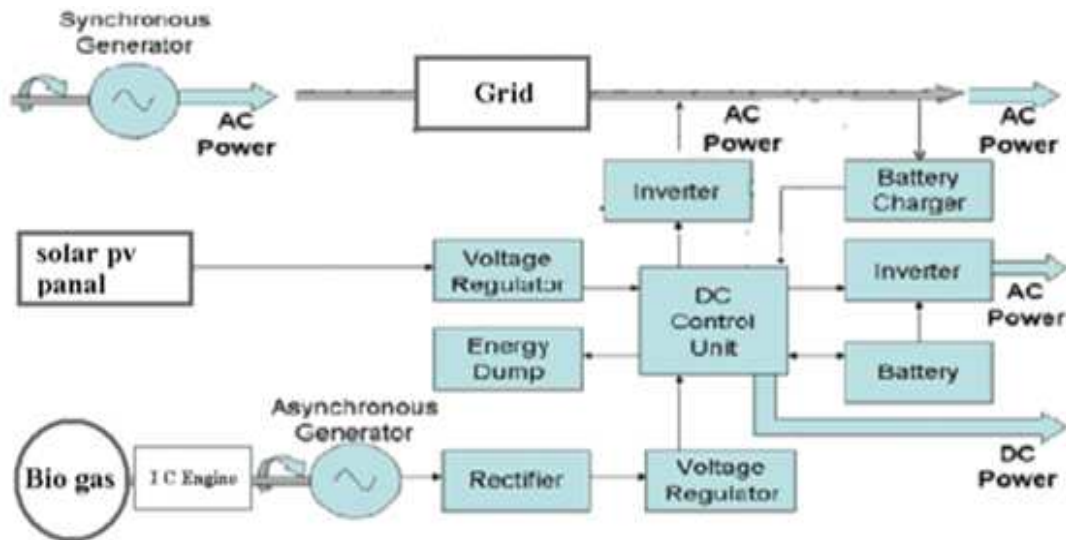 Synchronous
Generator
AC
Power
Grid
AC
Power
AC
Power
Inverter
Battery
Charger
solar pv
panal
Voltage
Regulator
DC
Control
Unit
Inverter
AC
Power
Energy
Dump
Battery
Asynchronous
Generator
DC
Power
Bio gas
I C Engine
Rectifier
Voltage
Regulator